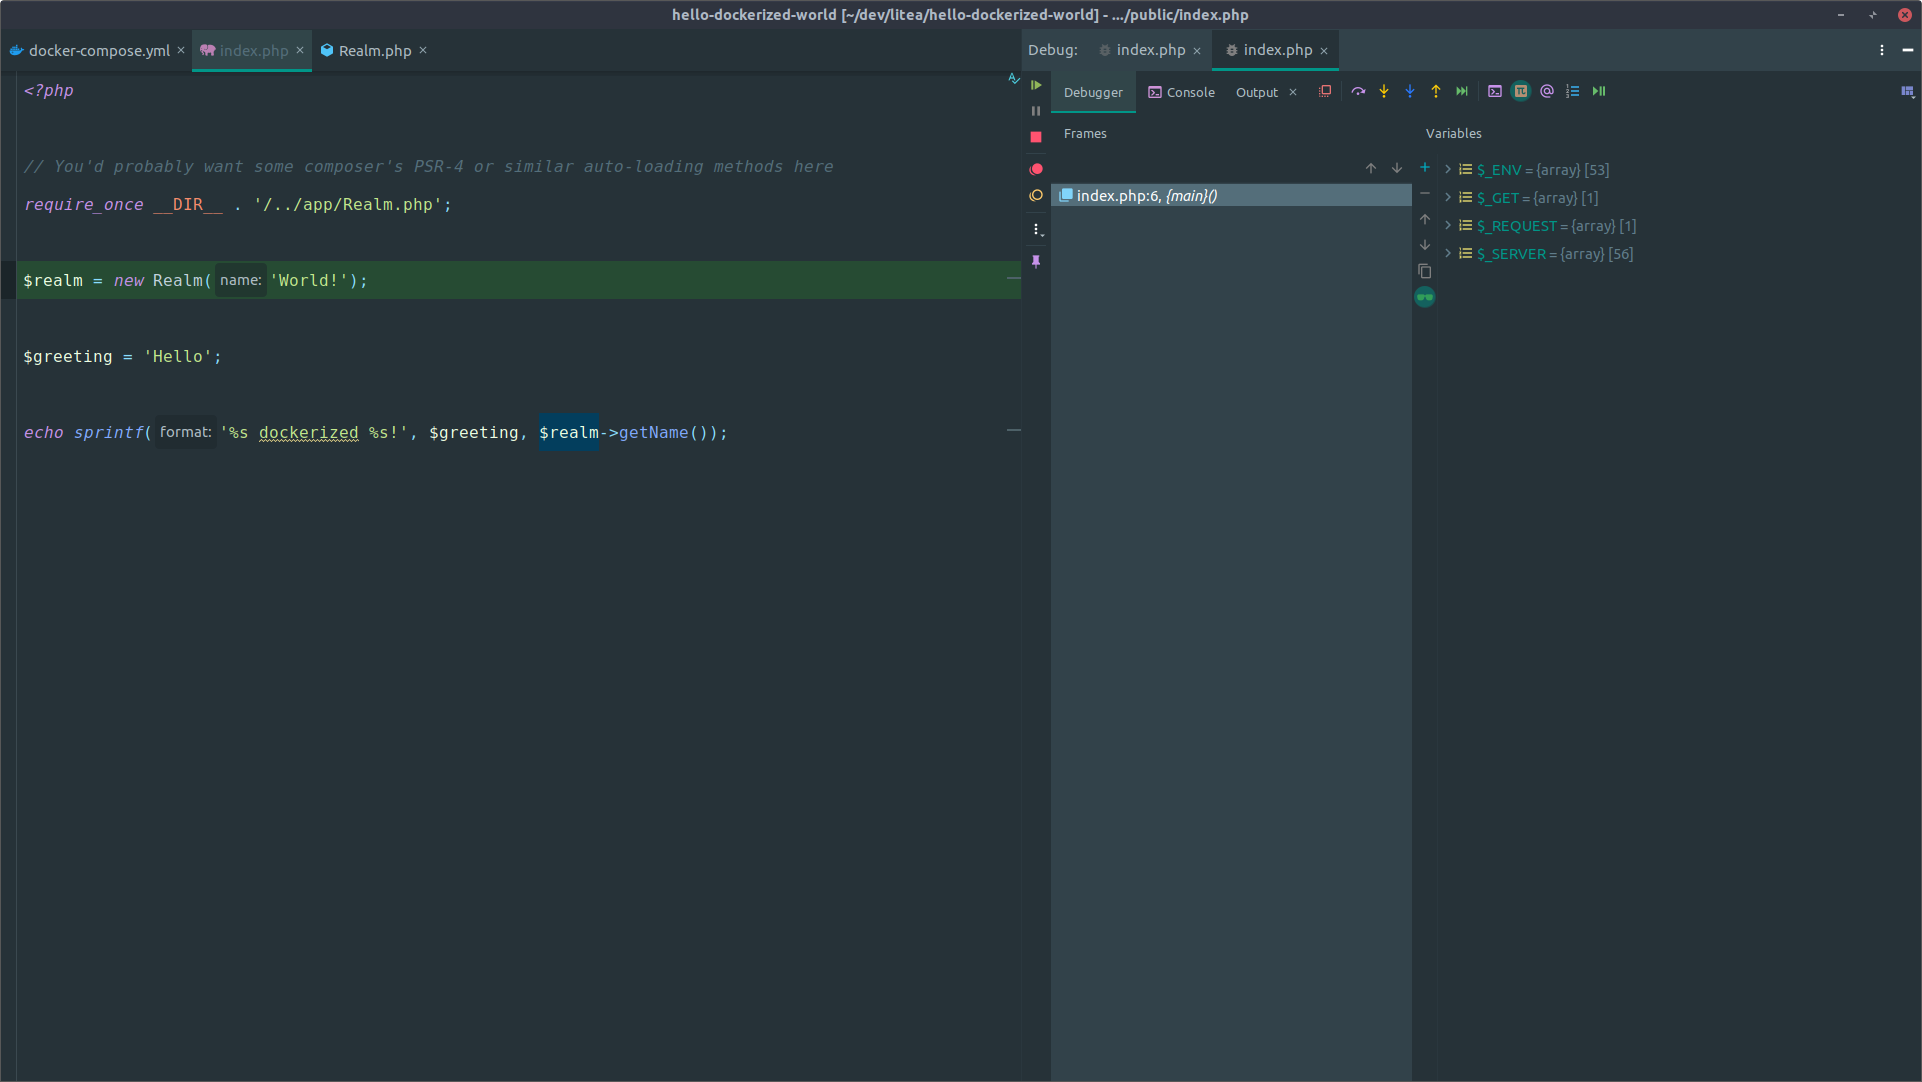 hello-dockerized-world [~/dev/litea/hello-dockerized-world] - .../public/index.php
docker-compose.yml
index.php
Realm.php
Debug:
index.php
index.php
<?php
// You'd probably want some composer's PSR-4 or similar auto-loading methods here
require_once __DIR__ . '/../app/Realm.php';
$realm = new Realm( name: 'World!');
$greeting = 'Hello';
echo sprintf( format: '%s dockerized %s!', $greeting, $realm->getName());
Debugger
Console
Output
Frames
Variables
index.php:6, {main}()
$_ENV = {array} [53]
$_GET = {array} [1]
$_REQUEST = {array} [1]
$_SERVER = {array} [56]